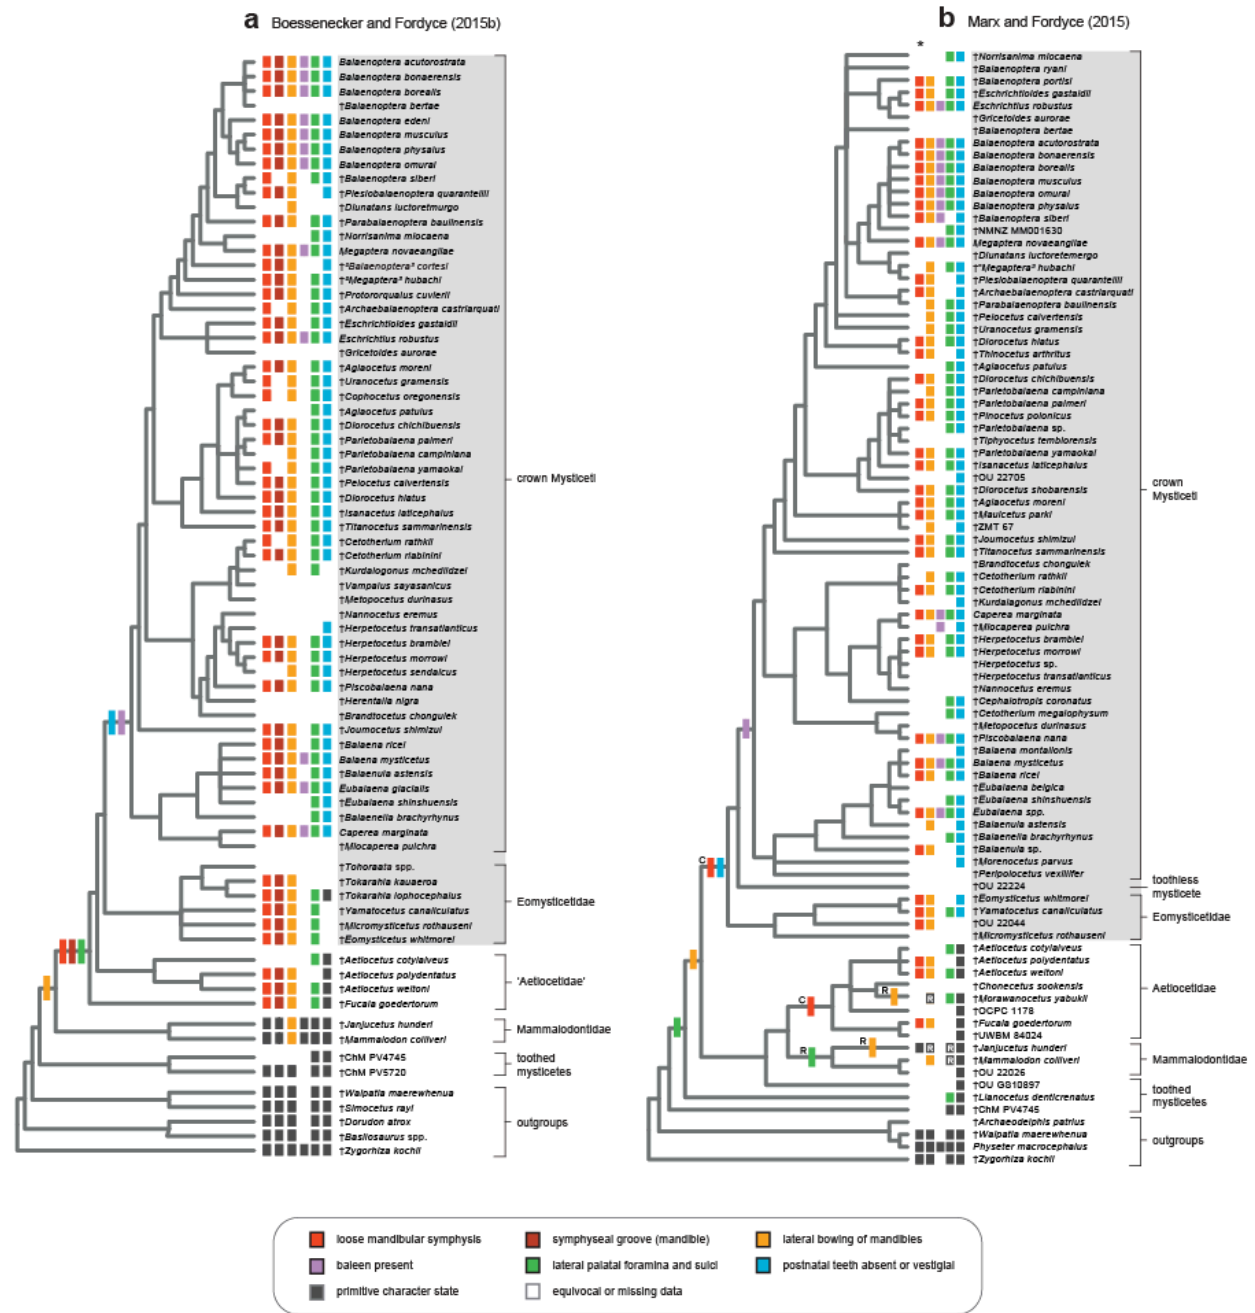 a Boessenecker and Fordyce (2015b)
Balaenoptera acutorostrata
Balaenoptera bonaerensis
Balaenoptera borealis
†Balaenoptera bertae
Balaenoptera edeni
Balaenoptera musculus
Balaenoptera physalus
Balaenoptera omurai
†Balaenoptera siberi
†Plesiobalaenoptera quarantellii
†Diunatans luctoretmurgo
†Parabalaenoptera baulinensis
†Norrisanima miocaena
Megaptera novaeangliae
†"Balaenoptera" cortesi
†"Megaptera" hubachi
†Protororqualus cuvierii
†Archaebalaenoptera castriarquati
†Eschrichtioides gastaldii
Eschrichtius robustus
†Gricetoides aurorae
†Aglaocetus moreni
†Uranocetus gramensis
†Cophocetus oregonensis
†Aglaocetus patulus
†Diorocetus chichibuensis
†Parietobalaena palmeri
†Parietobalaena campiniana
†Parietobalaena yamaokai
†Pelocetus calvertensis
†Diorocetus hiatus
†Isanacetus laticephalus
†Titanocetus sammarinensis
†Cetotherium rathkii
†Cetotherium riabinini
†Kurdalogonus mchedlidzei
†Vampalus sayasanicus
†Metopocetus durinasus
†Nannocetus eremus
†Herpetocetus transatlanticus
†Herpetocetus bramblei
†Herpetocetus morrowi
†Herpetocetus sendaicus
†Piscobalaena nana
†Herentalia nigra
†Brandtocetus chongulek
†Joumocetus shimizui
†Balaena ricei
Balaena mysticetus
†Balaenula astensis
Eubalaena glacialis
†Eubalaena shinshuensis
†Balaenella brachyrhynus
Caperea marginata
†Miocaperea pulchra
†Tohoraata spp.
†Tokarahia kauaeroa
†Tokarahia lophocephalus
†Yamatocetus canaliculatus
†Micromysticetus rothauseni
†Eomysticetus whitmorei
†Aetiocetus cotylalveus
†Aetiocetus polydentatus
†Aetiocetus weltoni
†Fucaia goedertorum
†Janjucetus hunderi
†Mammalodon colliveri
†ChM PV4745
†ChM PV5720
†Waipatia maerewhenua
†Simocetus rayi
†Dorudon atrox
†Basilosaurus spp.
†Zygorhiza kochii
crown Mysticeti
Eomysticetidae
'Aetiocetidae'
Mammalodontidae
toothed
mysticetes
outgroups
b Marx and Fordyce (2015)
*
†Norrisanima miocaena
†Balaenoptera ryani
†Balaenoptera portisi
†Eschrichtioides gastaldii
Eschrichtius robustus
†Gricetoides aurorae
†Balaenoptera bertae
Balaenoptera acutorostrata
Balaenoptera bonaerensis
Balaenoptera borealis
Balaenoptera musculus
Balaenoptera omurai
Balaenoptera physalus
†Balaenoptera siberi
†NMNZ MM001630
Megaptera novaeangliae
†Diunatans luctoretemergo
†"Megaptera" hubachi
†Plesiobalaenoptera quarantellii
†Archaebalaenoptera castriarquati
†Parabalaenoptera baulinensis
†Pelocetus calvertensis
†Uranocetus gramensis
†Diorocetus hiatus
†Thinocetus arthritus
†Aglaocetus patulus
†Diorocetus chichibuensis
†Parietobalaena campiniana
†Parietobalaena palmeri
†Pinocetus polonicus
†Parietobalaena sp.
†Tiphyocetus temblorensis
†Parietobalaena yamaokai
†Isanacetus laticephalus
†OU 22705
†Diorocetus shobarensis
†Aglaocetus moreni
†Mauicetus parki
†ZMT 67
†Joumocetus shimizui
†Titanocetus sammarinensis
†Brandtocetus chongulek
†Cetotherium rathkii
†Cetotherium riabinini
†Kurdalagonus mchedlidzei
Caperea marginata
†Miocaperea pulchra
†Herpetocetus bramblei
†Herpetocetus morrowi
†Herpetocetus sp.
†Herpetocetus transatlanticus
†Nannocetus eremus
†Cephalotropis coronatus
†Cetotherium megalophysum
†Metopocetus durinasus
†Piscobalaena nana
†Balaena montalionis
Balaena mysticetus
†Balaena ricei
†Eubalaena belgica
†Eubalaena shinshuensis
Eubalaena spp.
†Balaenula astensis
†Balaenella brachyrhynus
†Balaenula sp.
†Morenocetus parvus
†Peripolocetus vexillifer
†OU 22224
†Eomysticetus whitmorei
†Yamatocetus canaliculatus
†OU 22044
†Micromysticetus rothauseni
†Aetiocetus cotylalveus
†Aetiocetus polydentatus
†Aetiocetus weltoni
†Chonecetus sookensis
†Morawanocetus yabukii
†OCPC 1178
†Fucaia goedertorum
†UWBM 84024
†Janjucetus hunderi
†Mammalodon colliveri
†OU 22026
†OU GS10897
†Llanocetus denticrenatus
†ChM PV4745
†Archaeodelphis patrius
†Waipatia maerewhenua
Physeter macrocephalus
†Zygorhiza kochii
crown
Mysticeti
toothless
mysticete
Eomysticetidae
Aetiocetidae
Mammalodontidae
toothed
mysticetes
outgroups
C
C
R
R
R
R
R
R
loose mandibular symphysis
symphyseal groove (mandible)
lateral bowing of mandibles
baleen present
lateral palatal foramina and sulci
postnatal teeth absent or vestigial
primitive character state
equivocal or missing data